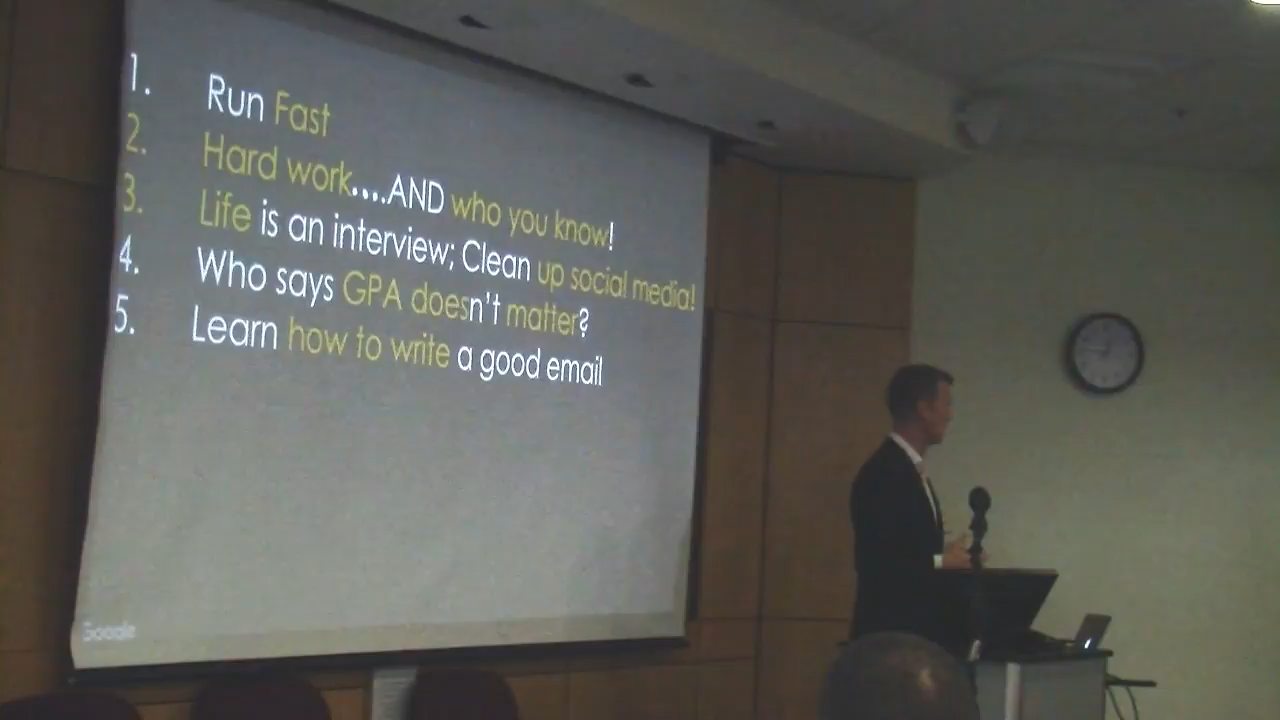 1. Run Fast
2. Hard work....AND who you know!
3. Life is an interview; Clean up social media!
4. Who says GPA doesn't matter?
5. Learn how to write a good email
Google